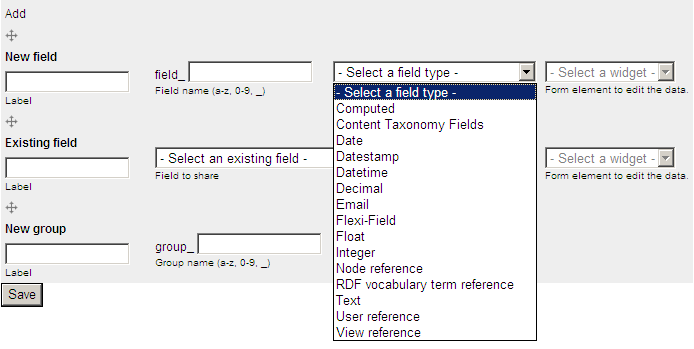 Add
New field
Label
field_
Field name (a-z, 0-9, _)
- Select a field type -
- Select a widget -
Form element to edit the data.
- Select a field type -
Computed
Content Taxonomy Fields
Date
Datestamp
Datetime
Decimal
Email
Flexi-Field
Float
Integer
Node reference
RDF vocabulary term reference
Text
User reference
View reference
Existing field
Label
- Select an existing field -
Field to share
- Select a widget -
Form element to edit the data.
New group
Label
group_
Group name (a-z, 0-9, _)
Save